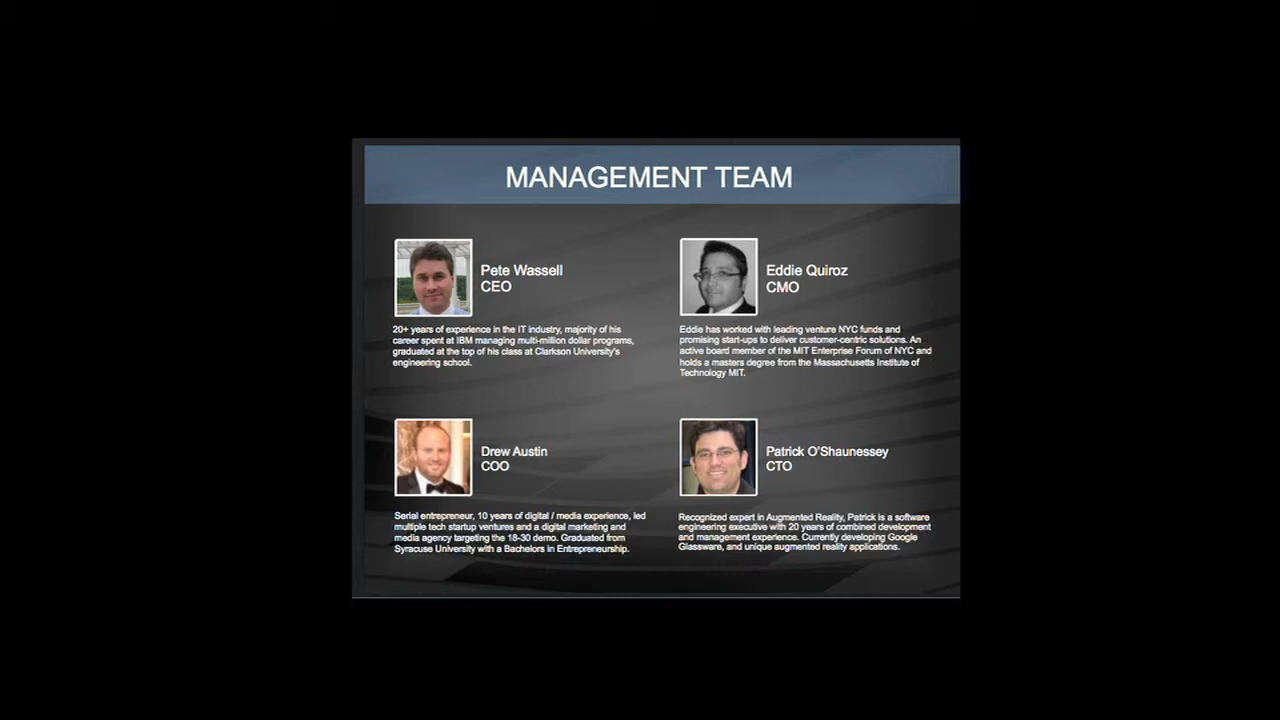 MANAGEMENT TEAM
Pete Wassell
CEO
20+ years of experience in the IT industry, majority of his
career spent at IBM managing multi-million dollar programs,
graduated at the top of his class at Clarkson University's
engineering school.
Eddie Quiroz
CMO
Eddie has worked with leading venture NYC funds and
promising start-ups to deliver customer-centric solutions. An
active board member of the MIT Enterprise Forum of NYC and
holds a masters degree from the Massachusetts Institute of
Technology MIT.
Drew Austin
COO
Serial entrepreneur, 10 years of digital / media experience, led
multiple tech startup ventures and a digital marketing and
media agency targeting the 18-30 demo. Graduated from
Syracuse University with a Bachelors in Entrepreneurship.
Patrick O'Shaunessey
CTO
Recognized expert in Augmented Reality, Patrick is a software
engineering executive with 20 years of combined development
and management experience. Currently developing Google
Glassware, and unique augmented reality applications.